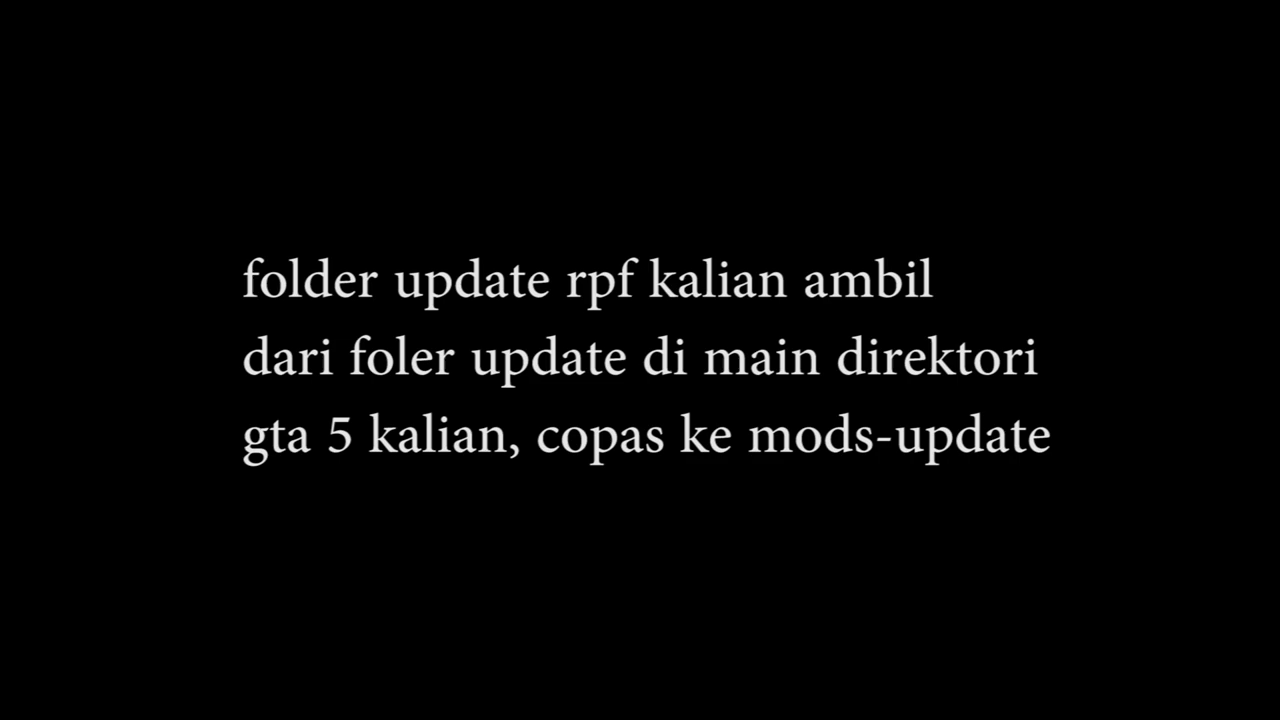 folder update rpf kalian ambil
dari foler update di main direktori
gta 5 kalian, copas ke mods-update